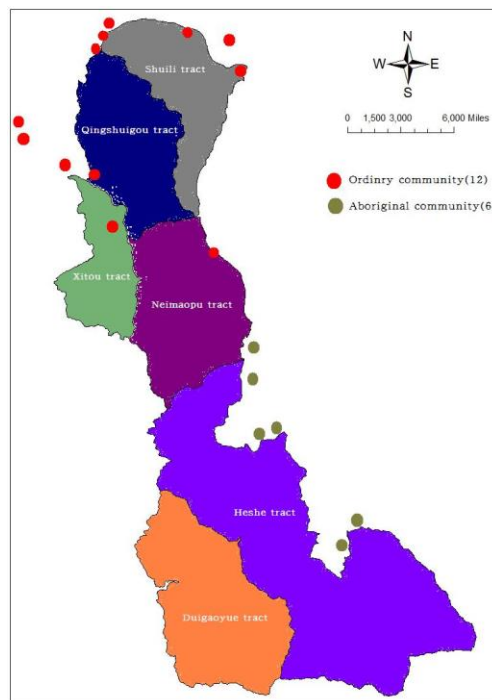 N
W E
S
Shuili tract
Qingshuigou tract
0 1,500 3,000 6,000 Miles
Ordinry community(12)
Aboriginal community(6
Xitou tract
Neimaopu tract
Heshe tract
Duigaoyue tract